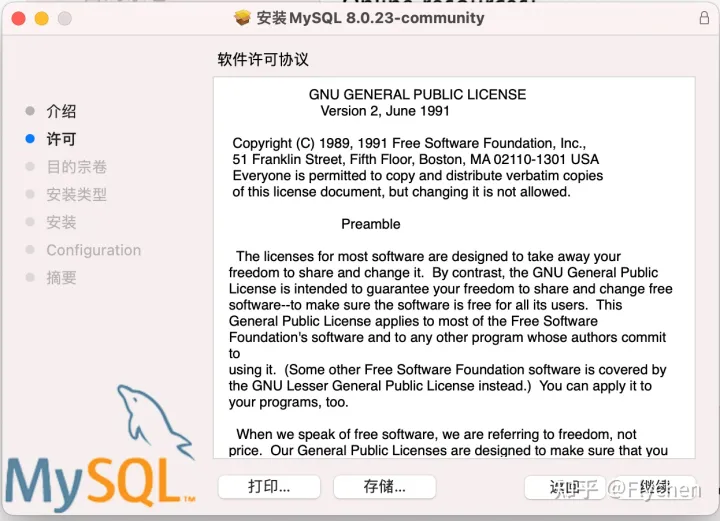 安装 MySQL 8.0.23-community
软件许可协议
介绍
许可
目的宗卷
安装类型
安装
Configuration
摘要
GNU GENERAL PUBLIC LICENSE
Version 2, June 1991
Copyright (C) 1989, 1991 Free Software Foundation, Inc.,
51 Franklin Street, Fifth Floor, Boston, MA 02110-1301 USA
Everyone is permitted to copy and distribute verbatim copies
of this license document, but changing it is not allowed.
Preamble
The licenses for most software are designed to take away your
freedom to share and change it.  By contrast, the GNU General Public
License is intended to guarantee your freedom to share and change free
software--to make sure the software is free for all its users.  This
General Public License applies to most of the Free Software
Foundation's software and to any other program whose authors commit
to
using it.  (Some other Free Software Foundation software is covered by
the GNU Lesser General Public License instead.)  You can apply it to
your programs, too.
When we speak of free software, we are referring to freedom, not
price.  Our General Public Licenses are designed to make sure that you
MySQL™
打印...
存储...
返回
继续
知乎 @Flychen